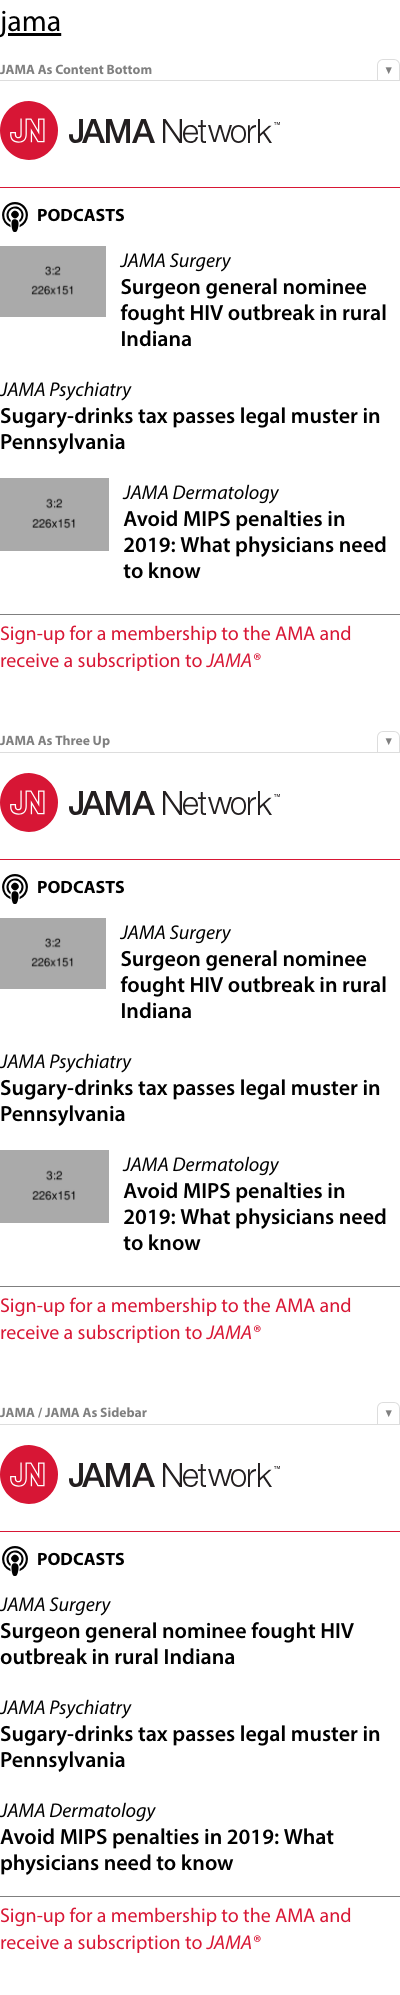 jama
JAMA As Content Bottom
▼
JN JAMA Network™
PODCASTS
3:2
226x151
JAMA Surgery
Surgeon general nominee
fought HIV outbreak in rural
Indiana
JAMA Psychiatry
Sugary-drinks tax passes legal muster in
Pennsylvania
3:2
226x151
JAMA Dermatology
Avoid MIPS penalties in
2019: What physicians need
to know
Sign-up for a membership to the AMA and
receive a subscription to JAMA®
JAMA As Three Up
▼
JN JAMA Network™
PODCASTS
3:2
226x151
JAMA Surgery
Surgeon general nominee
fought HIV outbreak in rural
Indiana
JAMA Psychiatry
Sugary-drinks tax passes legal muster in
Pennsylvania
3:2
226x151
JAMA Dermatology
Avoid MIPS penalties in
2019: What physicians need
to know
Sign-up for a membership to the AMA and
receive a subscription to JAMA®
JAMA / JAMA As Sidebar
▼
JN JAMA Network™
PODCASTS
JAMA Surgery
Surgeon general nominee fought HIV
outbreak in rural Indiana
JAMA Psychiatry
Sugary-drinks tax passes legal muster in
Pennsylvania
JAMA Dermatology
Avoid MIPS penalties in 2019: What
physicians need to know
Sign-up for a membership to the AMA and
receive a subscription to JAMA®